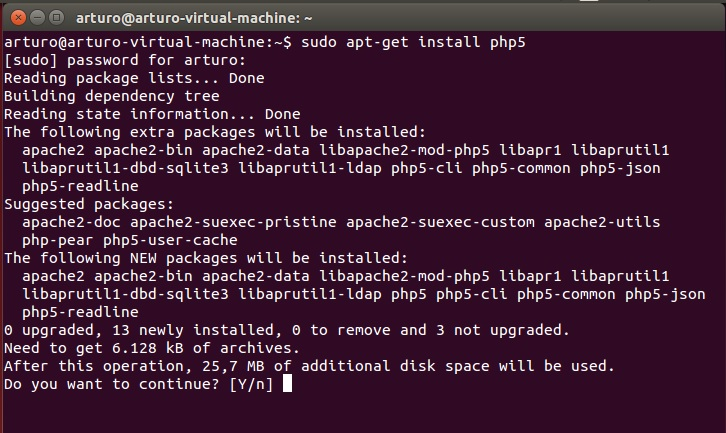 arturo@arturo-virtual-machine: ~
arturo@arturo-virtual-machine:~$ sudo apt-get install php5
[sudo] password for arturo:
Reading package lists... Done
Building dependency tree
Reading state information... Done
The following extra packages will be installed:
  apache2 apache2-bin apache2-data libapache2-mod-php5 libapr1 libaprutil1
  libaprutil1-dbd-sqlite3 libaprutil1-ldap php5-cli php5-common php5-json
  php5-readline
Suggested packages:
  apache2-doc apache2-suexec-pristine apache2-suexec-custom apache2-utils
  php-pear php5-user-cache
The following NEW packages will be installed:
  apache2 apache2-bin apache2-data libapache2-mod-php5 libapr1 libaprutil1
  libaprutil1-dbd-sqlite3 libaprutil1-ldap php5 php5-cli php5-common php5-json
  php5-readline
0 upgraded, 13 newly installed, 0 to remove and 3 not upgraded.
Need to get 6.128 kB of archives.
After this operation, 25,7 MB of additional disk space will be used.
Do you want to continue? [Y/n]